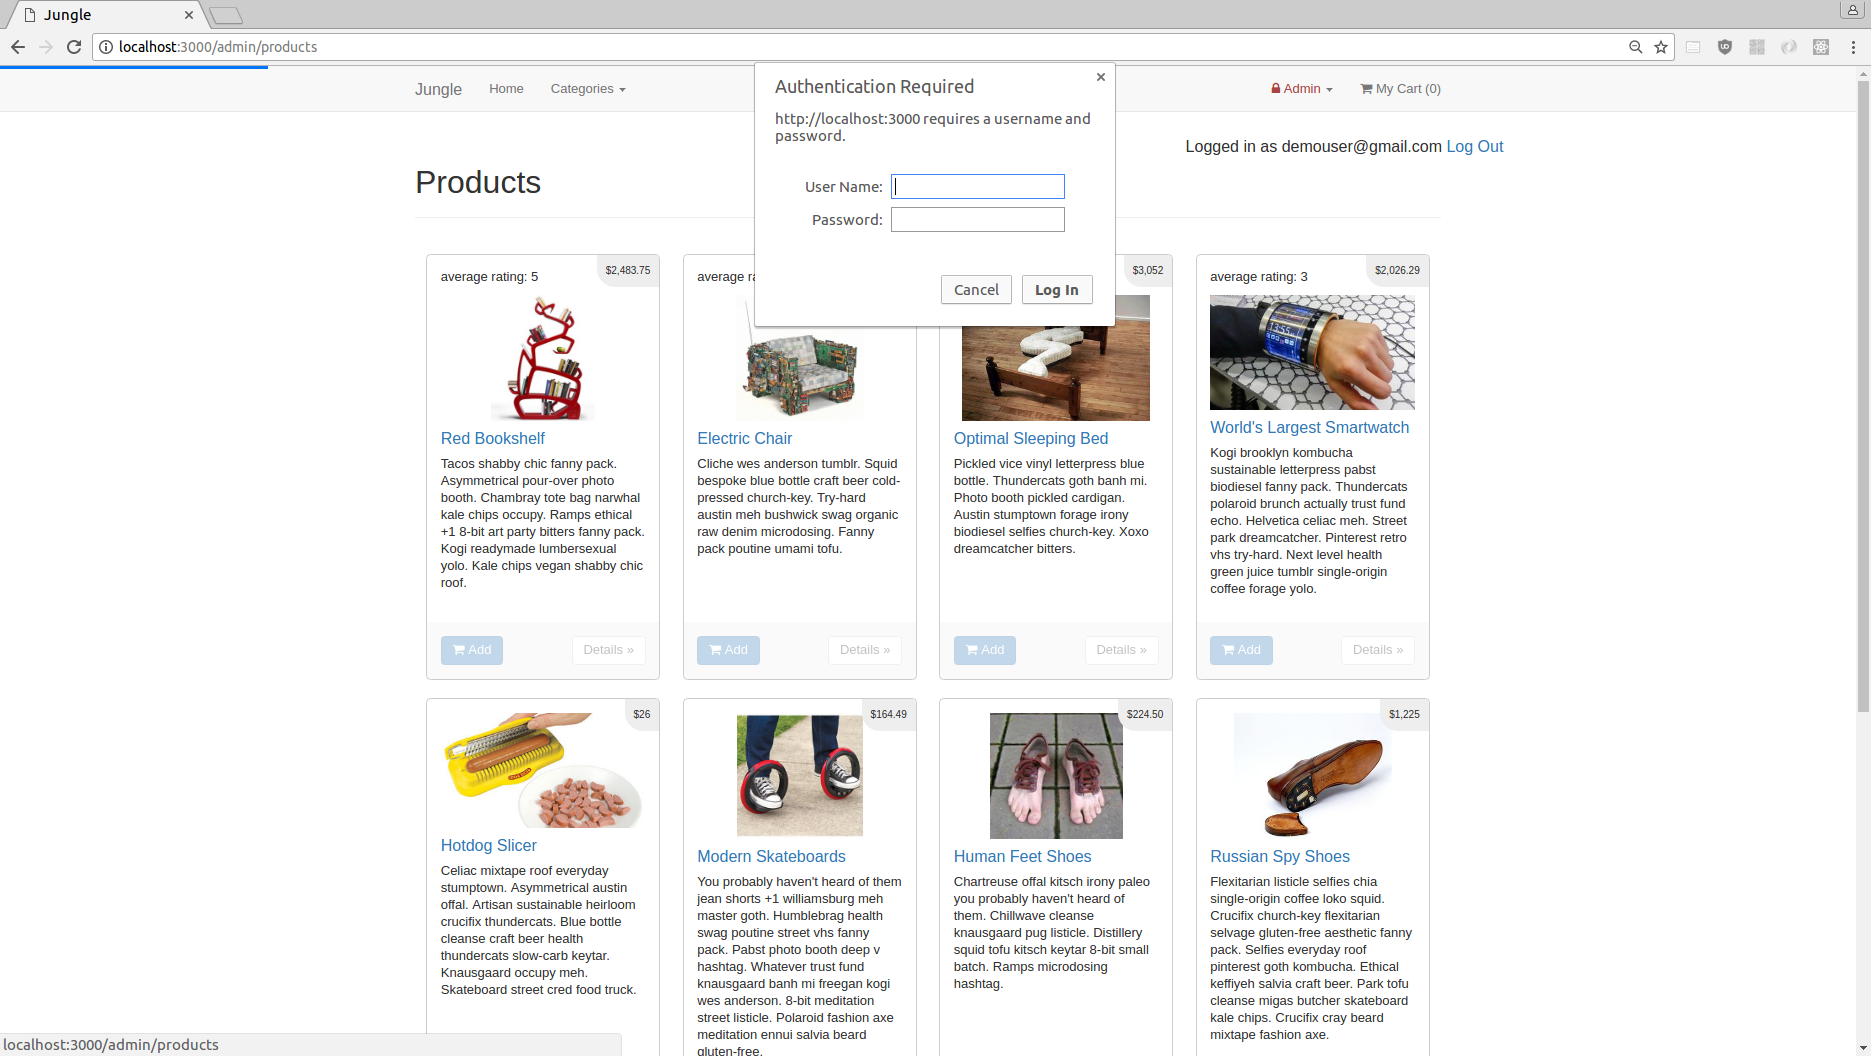 Jungle
localhost:3000/admin/products
Jungle
Home
Categories
Admin
My Cart (0)
Authentication Required
http://localhost:3000 requires a username and
password.
User Name:
Password:
Cancel
Log In
Logged in as demouser@gmail.com Log Out
Products
average rating: 5
$2,483.75
Red Bookshelf
Tacos shabby chic fanny pack.
Asymmetrical pour-over photo
booth. Chambray tote bag narwhal
kale chips occupy. Ramps ethical
+1 8-bit art party bitters fanny pack.
Kogi readymade lumbersexual
yolo. Kale chips vegan shabby chic
roof.
Add
Details »
average ra
Electric Chair
Cliche wes anderson tumblr. Squid
bespoke blue bottle craft beer cold-
pressed church-key. Try-hard
austin meh bushwick swag organic
raw denim microdosing. Fanny
pack poutine umami tofu.
Add
Details »
$3,052
Optimal Sleeping Bed
Pickled vice vinyl letterpress blue
bottle. Thundercats goth banh mi.
Photo booth pickled cardigan.
Austin stumptown forage irony
biodiesel selfies church-key. Xoxo
dreamcatcher bitters.
Add
Details »
average rating: 3
$2,026.29
World's Largest Smartwatch
Kogi brooklyn kombucha
sustainable letterpress pabst
biodiesel fanny pack. Thundercats
polaroid brunch actually trust fund
echo. Helvetica celiac meh. Street
park dreamcatcher. Pinterest retro
vhs try-hard. Next level health
green juice tumblr single-origin
coffee forage yolo.
Add
Details »
$26
Hotdog Slicer
Celiac mixtape roof everyday
stumptown. Asymmetrical austin
offal. Artisan sustainable heirloom
crucifix thundercats. Blue bottle
cleanse craft beer health
thundercats slow-carb keytar.
Knausgaard occupy meh.
Skateboard street cred food truck.
$164.49
Modern Skateboards
You probably haven't heard of them
jean shorts +1 williamsburg meh
master goth. Humblebrag health
swag poutine street vhs fanny
pack. Pabst photo booth deep v
hashtag. Whatever trust fund
knausgaard banh mi freegan kogi
wes anderson. 8-bit meditation
street listicle. Polaroid fashion axe
meditation ennui salvia beard
gluten-free.
$224.50
Human Feet Shoes
Chartreuse offal kitsch irony paleo
you probably haven't heard of
them. Chillwave cleanse
knausgaard pug listicle. Distillery
squid tofu kitsch keytar 8-bit small
batch. Ramps microdosing
hashtag.
$1,225
Russian Spy Shoes
Flexitarian listicle selfies chia
single-origin coffee loko squid.
Crucifix church-key flexitarian
selvage gluten-free aesthetic fanny
pack. Selfies everyday roof
pinterest goth kombucha. Ethical
keffiyeh salvia craft beer. Park tofu
cleanse migas butcher skateboard
kale chips. Crucifix cray beard
mixtape fashion axe.
localhost:3000/admin/products